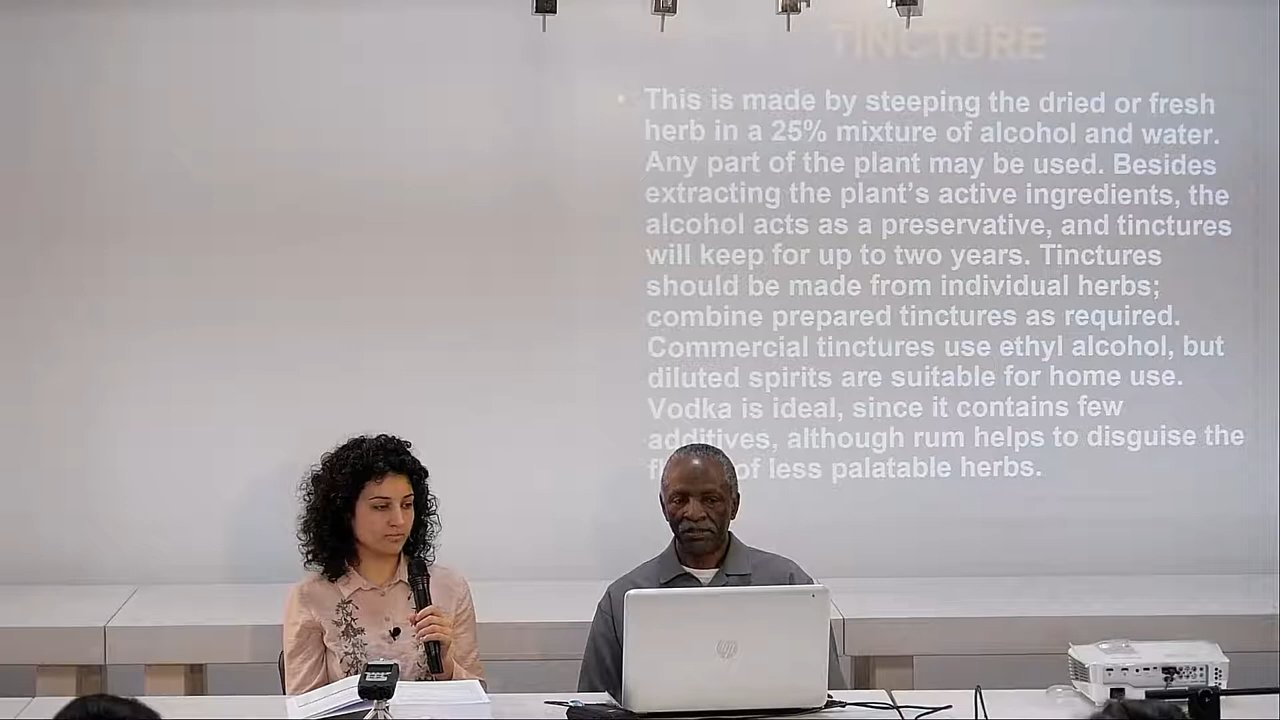 TINCTURE
• This is made by steeping the dried or fresh
herb in a 25% mixture of alcohol and water.
Any part of the plant may be used. Besides
extracting the plant’s active ingredients, the
alcohol acts as a preservative, and tinctures
will keep for up to two years. Tinctures
should be made from individual herbs;
combine prepared tinctures as required.
Commercial tinctures use ethyl alcohol, but
diluted spirits are suitable for home use.
Vodka is ideal, since it contains few
additives, although rum helps to disguise the
of less palatable herbs.
hp